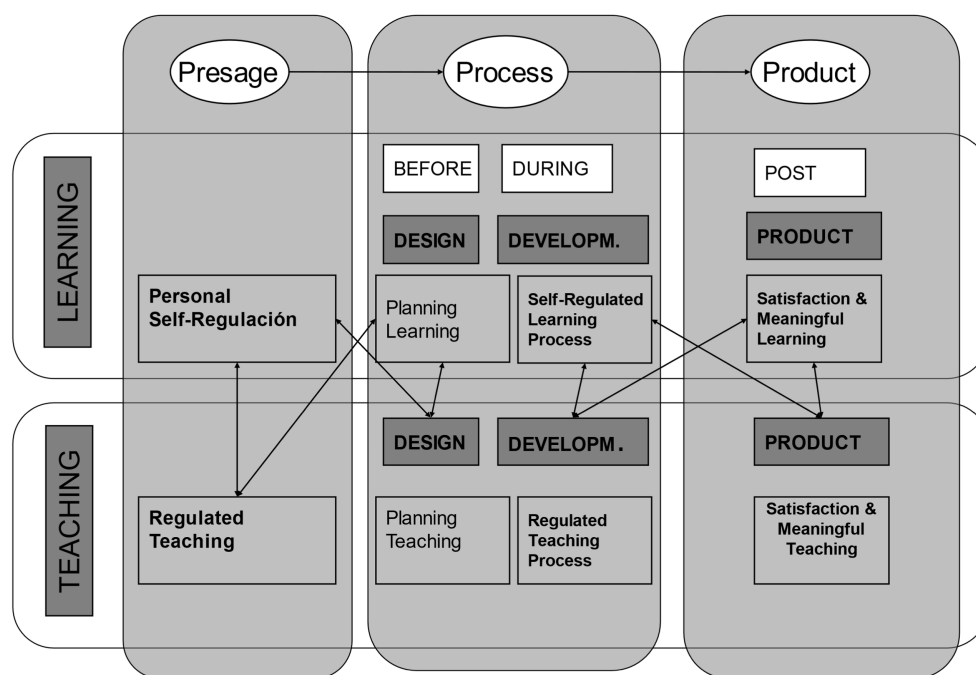 Presage
Process
Product
LEARNING
BEFORE
DURING
POST
DESIGN
DEVELOPM.
PRODUCT
Personal
Self-Regulación
Planning
Learning
Self-Regulated
Learning
Process
Satisfaction &
Meaningful
Learning
TEACHING
DESIGN
DEVELOPM.
PRODUCT
Regulated
Teaching
Planning
Teaching
Regulated
Teaching
Process
Satisfaction &
Meaningful
Teaching